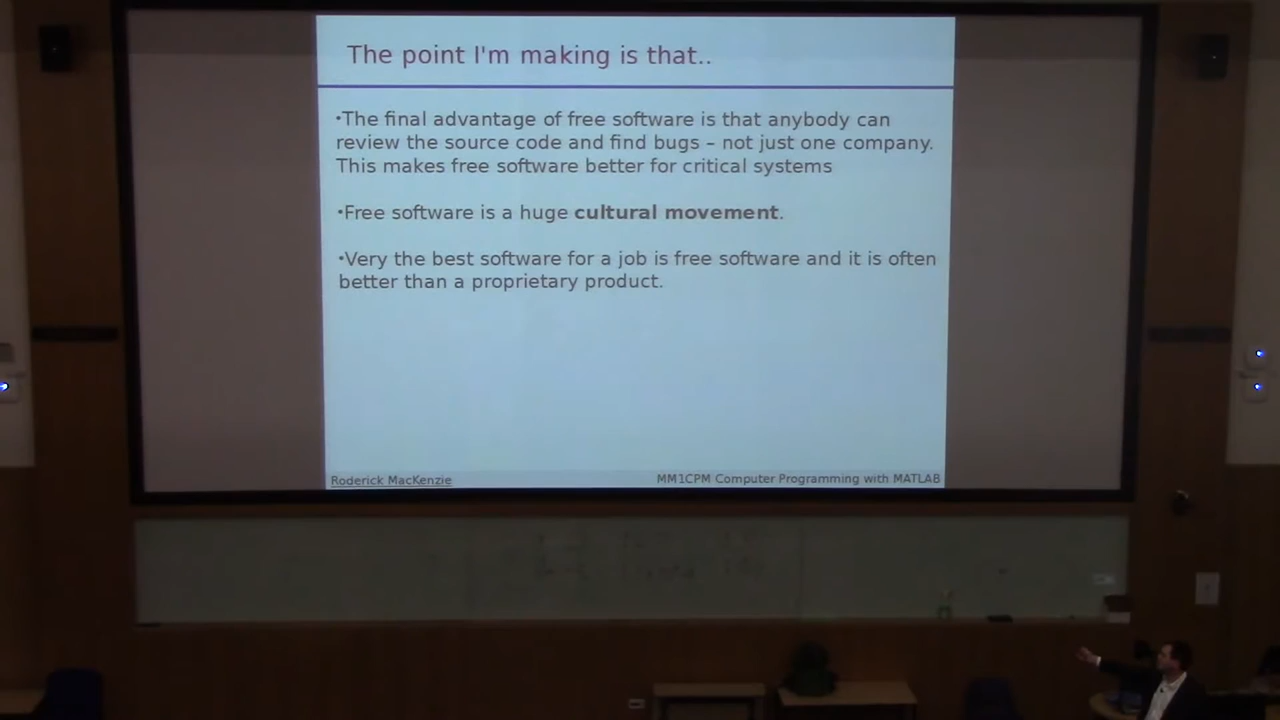 The point I'm making is that..
•The final advantage of free software is that anybody can
review the source code and find bugs – not just one company.
This makes free software better for critical systems
•Free software is a huge cultural movement.
•Very the best software for a job is free software and it is often
better than a proprietary product.
Roderick MacKenzie
MM1CPM Computer Programming with MATLAB